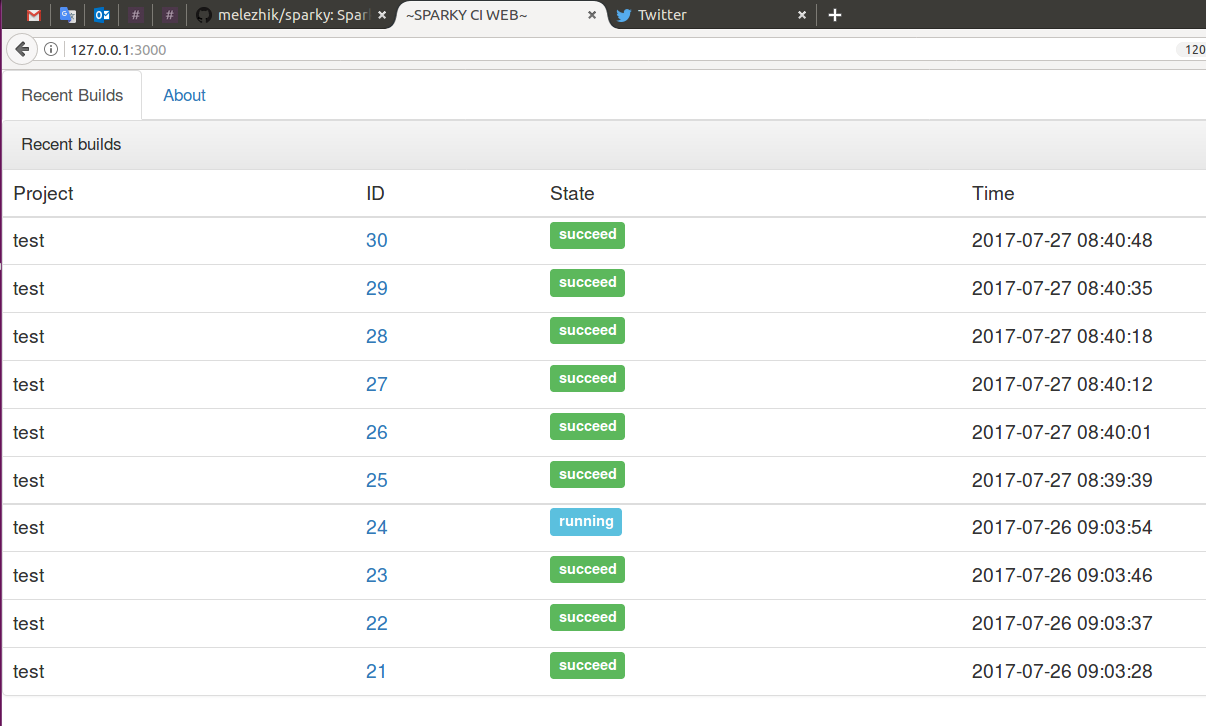 # # melezhik/sparky: Spar ~SPARKY CI WEB~ Twitter
127.0.0.1:3000 120
Recent Builds About
Recent builds
Project ID State Time
test 30 succeed 2017-07-27 08:40:48
test 29 succeed 2017-07-27 08:40:35
test 28 succeed 2017-07-27 08:40:18
test 27 succeed 2017-07-27 08:40:12
test 26 succeed 2017-07-27 08:40:01
test 25 succeed 2017-07-27 08:39:39
test 24 running 2017-07-26 09:03:54
test 23 succeed 2017-07-26 09:03:46
test 22 succeed 2017-07-26 09:03:37
test 21 succeed 2017-07-26 09:03:28